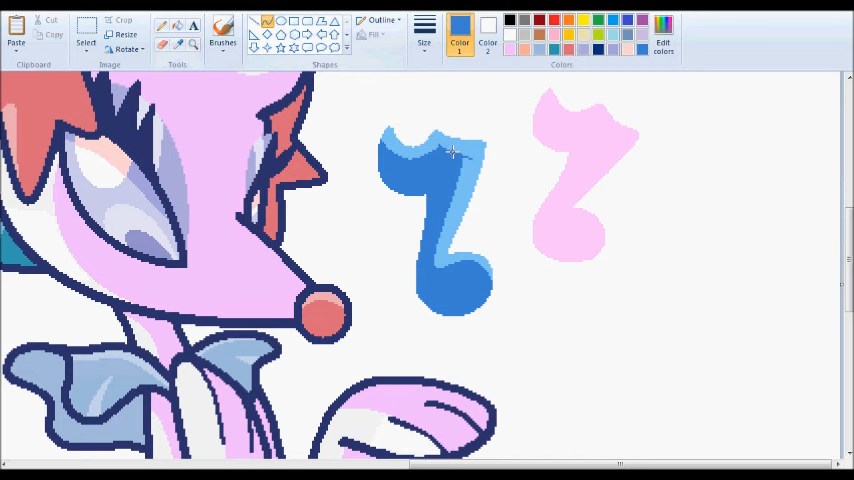 Paste
Cut
Copy
Clipboard
Select
Crop
Resize
Rotate
Image
Tools
Brushes
Shapes
Outline
Fill
Size
Color 1
Color 2
Edit colors
Colors